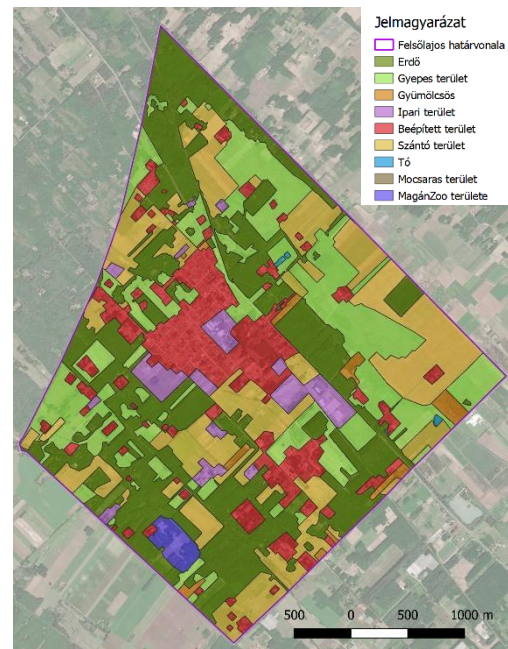 Jelmagyarázat
Felsőlajos határvonala
Erdő
Gyepes terület
Gyümölcsös
Ipari terület
Beépített terület
Szántó terület
Tó
Mocsaras terület
MagánZoo területe
500 0 500 1000 m